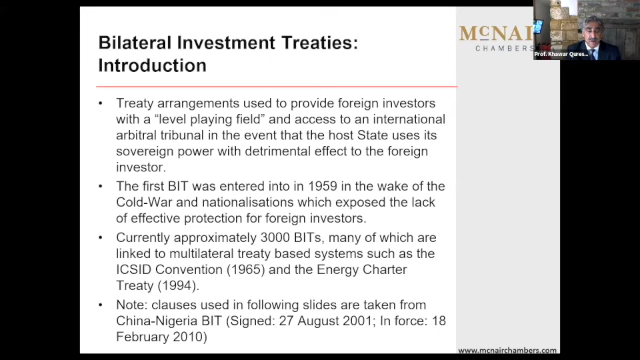 Bilateral Investment Treaties:
Introduction
McNAI
CHAMBERS
Prof. Khawar Qures...
• Treaty arrangements used to provide foreign investors
with a “level playing field” and access to an international
arbitral tribunal in the event that the host State uses its
sovereign power with detrimental effect to the foreign
investor.
• The first BIT was entered into in 1959 in the wake of the
Cold-War and nationalisations which exposed the lack
of effective protection for foreign investors.
• Currently approximately 3000 BITs, many of which are
linked to multilateral treaty based systems such as the
ICSID Convention (1965) and the Energy Charter
Treaty (1994).
• Note: clauses used in following slides are taken from
China-Nigeria BIT (Signed: 27 August 2001; In force: 18
February 2010)
www.mcnairchambers.com